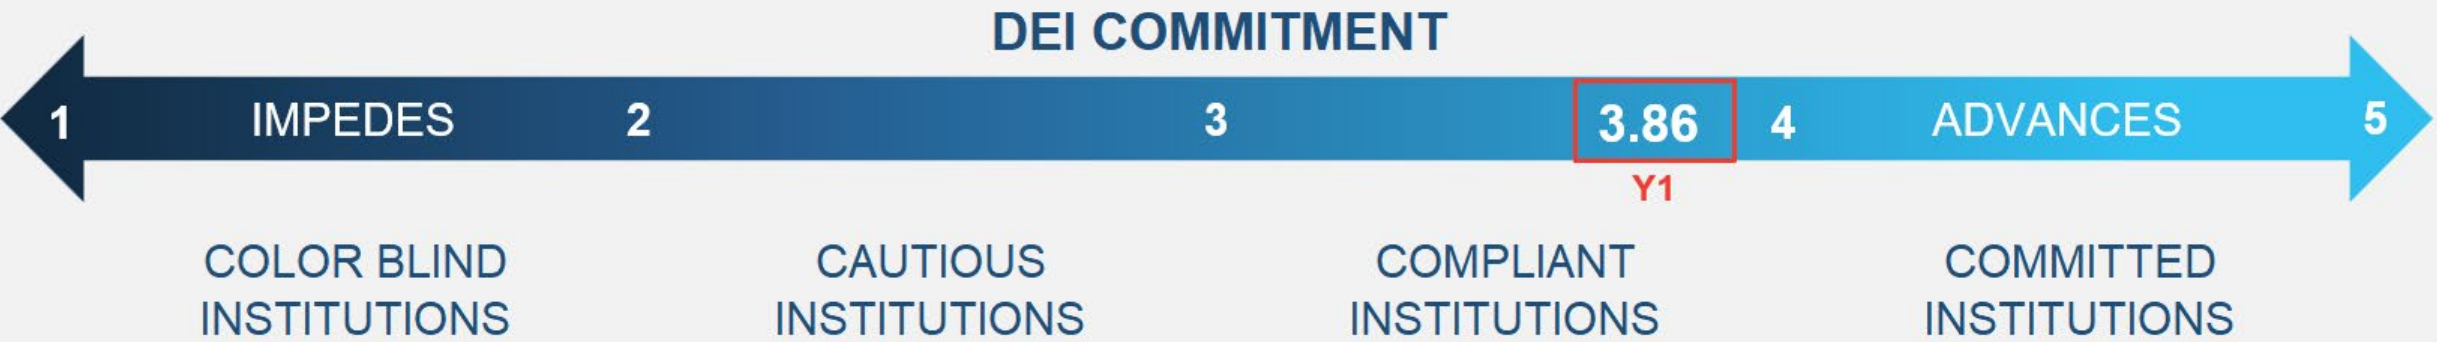 DEI COMMITMENT
1 IMPEDES 2 3 3.86 4 ADVANCES 5
Y1
COLOR BLIND INSTITUTIONS
CAUTIOUS INSTITUTIONS
COMPLIANT INSTITUTIONS
COMMITTED INSTITUTIONS